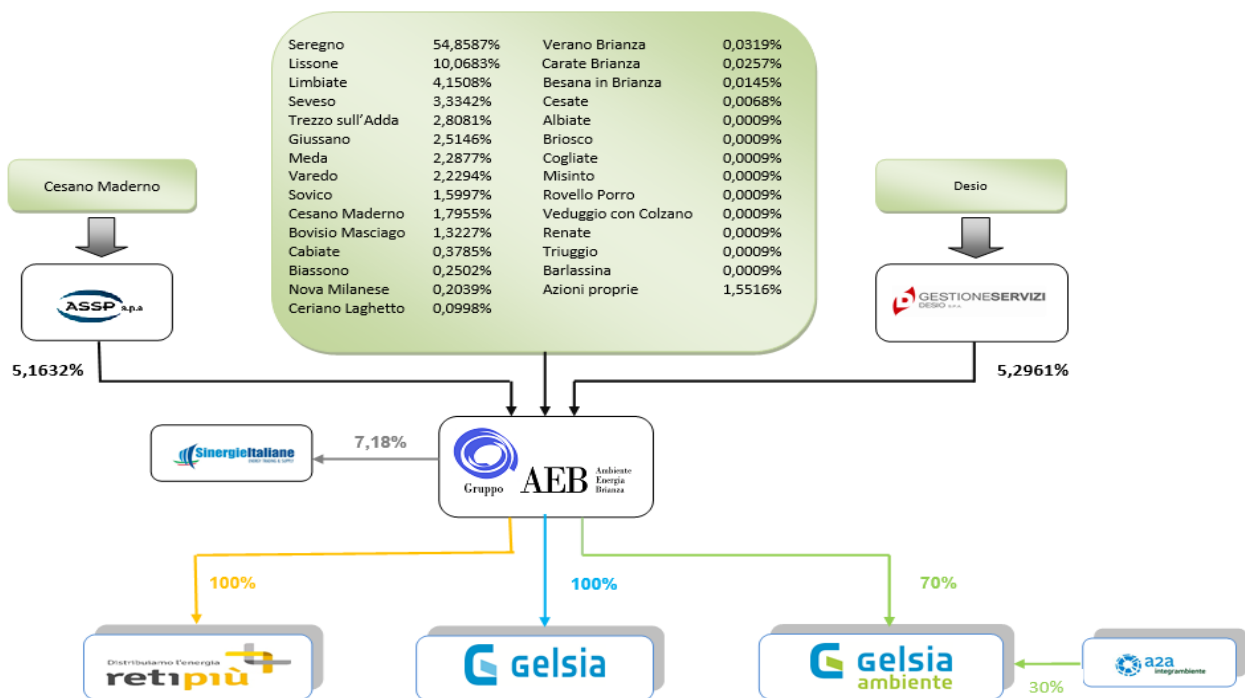 Seregno 54,8587% Verano Brianza 0,0319%
Lissone 10,0683% Carate Brianza 0,0257%
Limbiate 4,1508% Besana in Brianza 0,0145%
Seveso 3,3342% Cesate 0,0068%
Trezzo sull'Adda 2,8081% Albiate 0,0009%
Giussano 2,5146% Briosco 0,0009%
Meda 2,2877% Cogliate 0,0009%
Varedo 2,2294% Misinto 0,0009%
Sovico 1,5997% Rovello Porro 0,0009%
Cesano Maderno 1,7955% Veduggio con Colzano 0,0009%
Bovisio Masciago 1,3227% Renate 0,0009%
Cabiate 0,3785% Triuggio 0,0009%
Biassono 0,2502% Barlassina 0,0009%
Nova Milanese 0,2039% Azioni proprie 1,5516%
Ceriano Laghetto 0,0998%
Cesano Maderno
Desio
ASSP s.p.a
GESTIONESERVIZI
DESIO s.p.a.
5,1632%
5,2961%
SinergieItaliane
ENERGY TRADING & SUPPLY
7,18%
Gruppo AEB Ambiente
Energia
Brianza
100%
100%
70%
Distribuiamo l'energia
retipiù
Gelsia
Gelsia
ambiente
a2a
integrambiente
30%